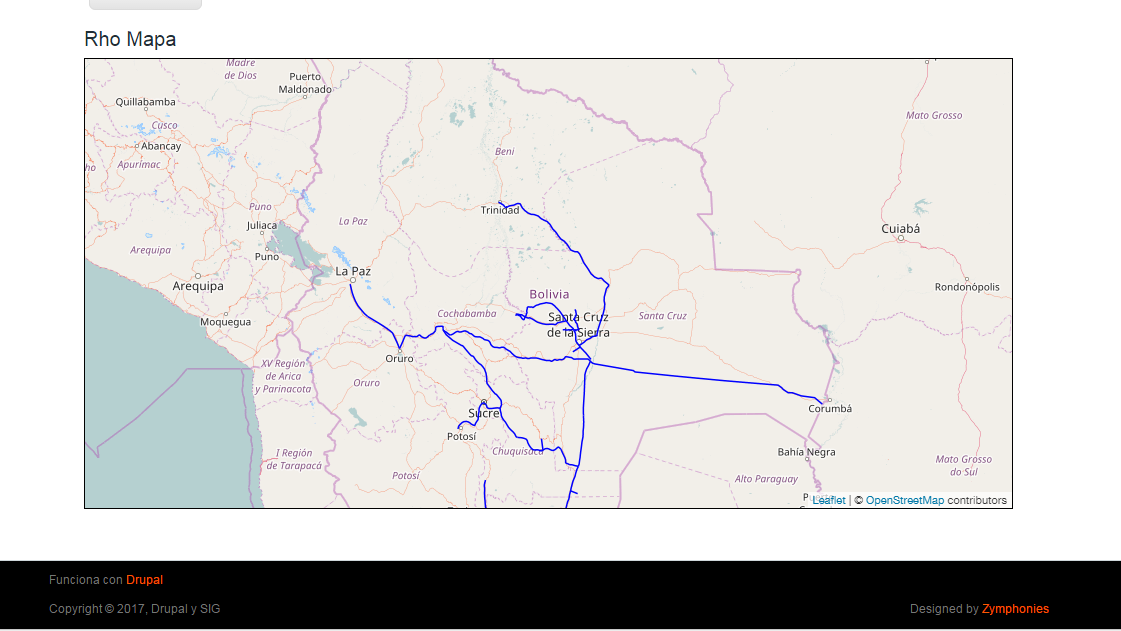 Rho Mapa
Madre
de Dios
Puerto
Maldonado
Quillabamba
Cusco
Abancay
Apurímac
ho
Mato Grosso
Beni
Puno
La Paz
Trinidad
Juliaca
Cuiabá
Arequipa
Puno
La Paz
Arequipa
Rondonópolis
Bolivia
Moquegua
Cochabamba
Santa Cruz
de la Sierra
Santa Cruz
Oruro
XV Región
de Arica
y Parinacota
Oruro
Sucre
Corumbá
Potosí
Chuquisaca
I Región
de Tarapacá
Bahía Negra
Mato Grosso
do Sul
Potosí
Alto Paraguay
Leaflet | © OpenStreetMap contributors
Funciona con Drupal
Copyright © 2017, Drupal y SIG
Designed by Zymphonies